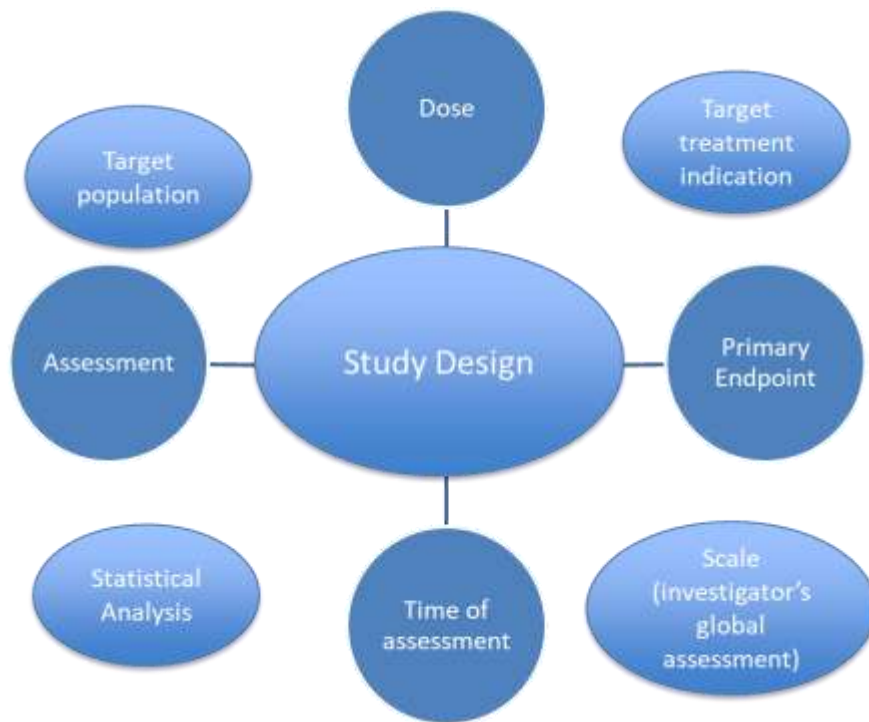 Dose
Target
treatment
indication
Target
population
Assessment
Study Design
Primary
Endpoint
Statistical
Analysis
Time of
assessment
Scale
(investigator's
global
assessment)